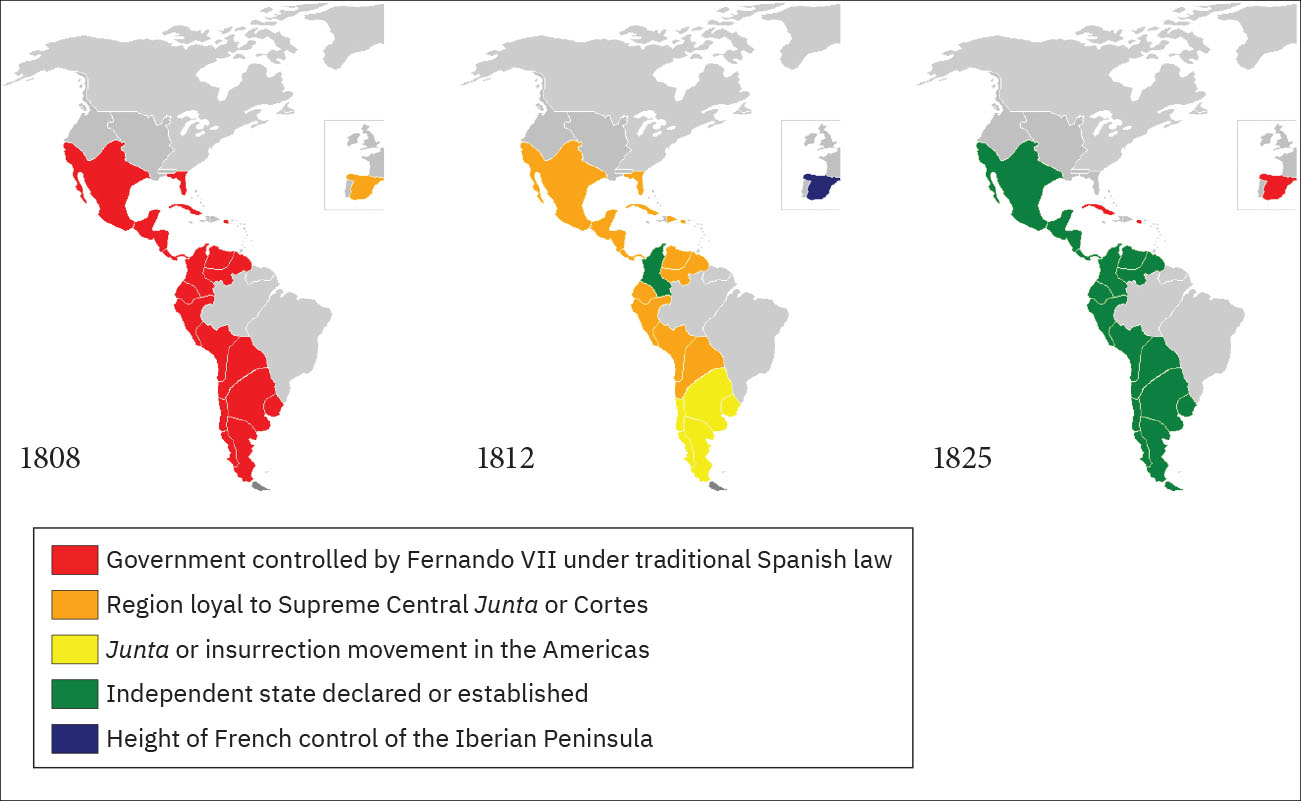 1808
1812
1825
Government controlled by Fernando VII under traditional Spanish law
Region loyal to Supreme Central Junta or Cortes
Junta or insurrection movement in the Americas
Independent state declared or established
Height of French control of the Iberian Peninsula